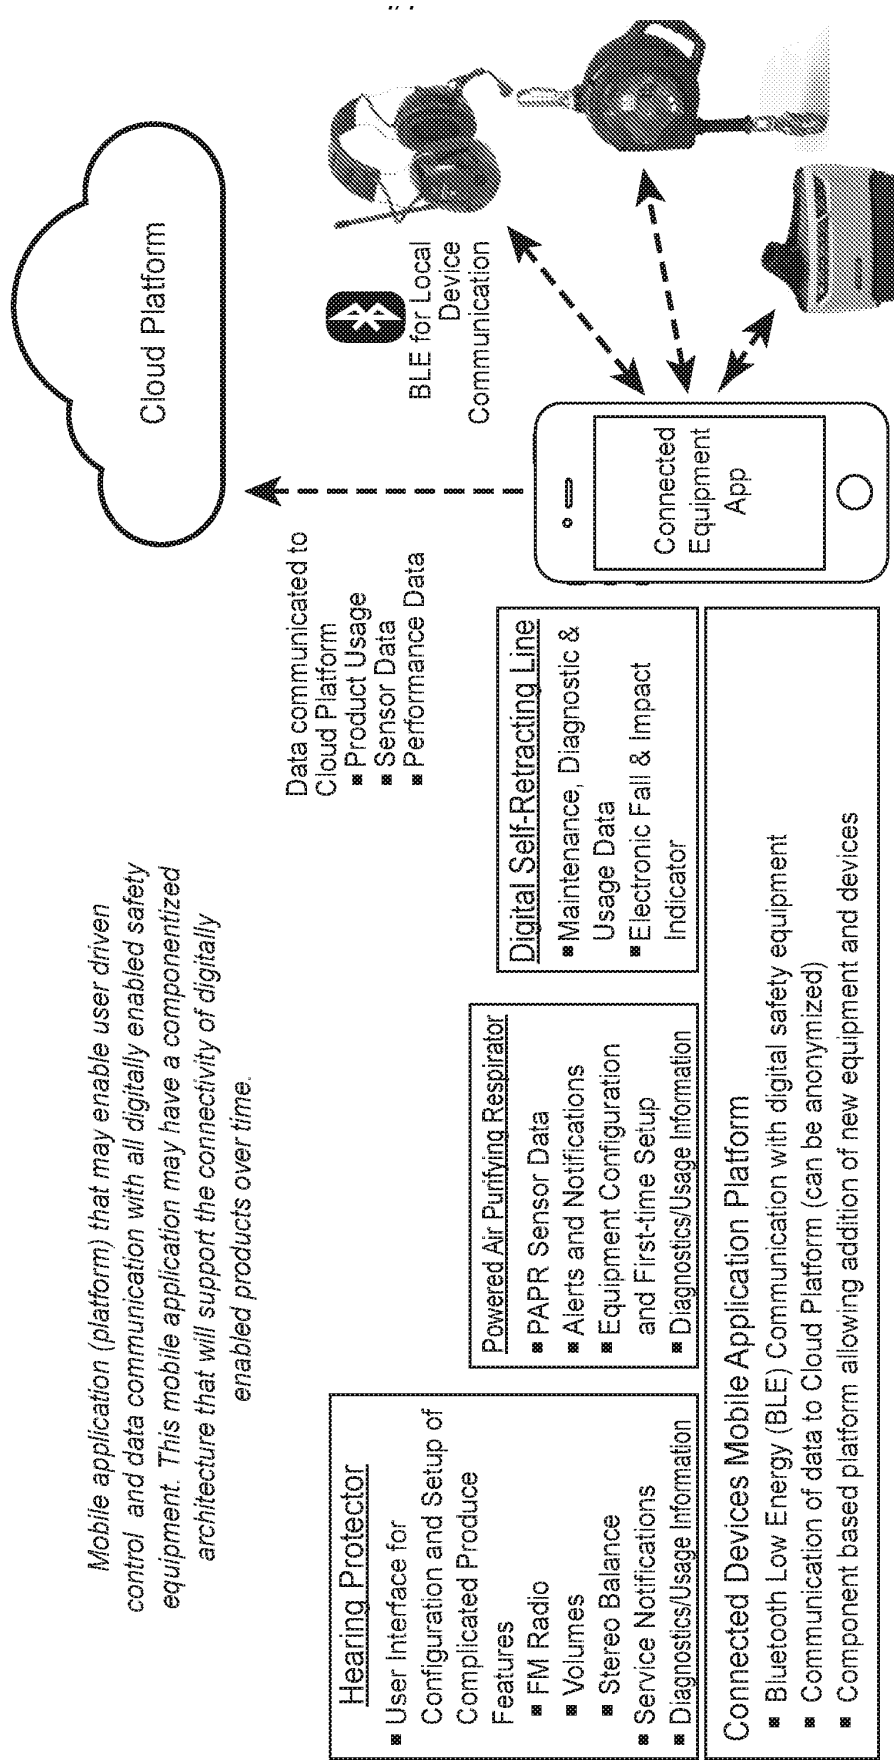 Mobile application (platform) that may enable user driven
control and data communication with all digitally enabled safety
equipment. This mobile application may have a componentized
architecture that will support the connectivity of digitally
enabled products over time.
Hearing Protector
▪ User Interface for
Configuration and Setup of
Complicated Produce
Features
▪ FM Radio
▪ Volumes
▪ Stereo Balance
▪ Service Notifications
▪ Diagnostics/Usage Information
Powered Air Purifying Respirator
▪ PAPR Sensor Data
▪ Alerts and Notifications
▪ Equipment Configuration
and First-time Setup
▪ Diagnostics/Usage Information
Digital Self-Retracting Line
▪ Maintenance, Diagnostic &
Usage Data
▪ Electronic Fall & Impact
Indicator
Connected Devices Mobile Application Platform
▪ Bluetooth Low Energy (BLE) Communication with digital safety equipment
▪ Communication of data to Cloud Platform (can be anonymized)
▪ Component based platform allowing addition of new equipment and devices
Data communicated to
Cloud Platform
▪ Product Usage
▪ Sensor Data
▪ Performance Data
Cloud Platform
BLE for Local
Device
Communication
Connected
Equipment
App